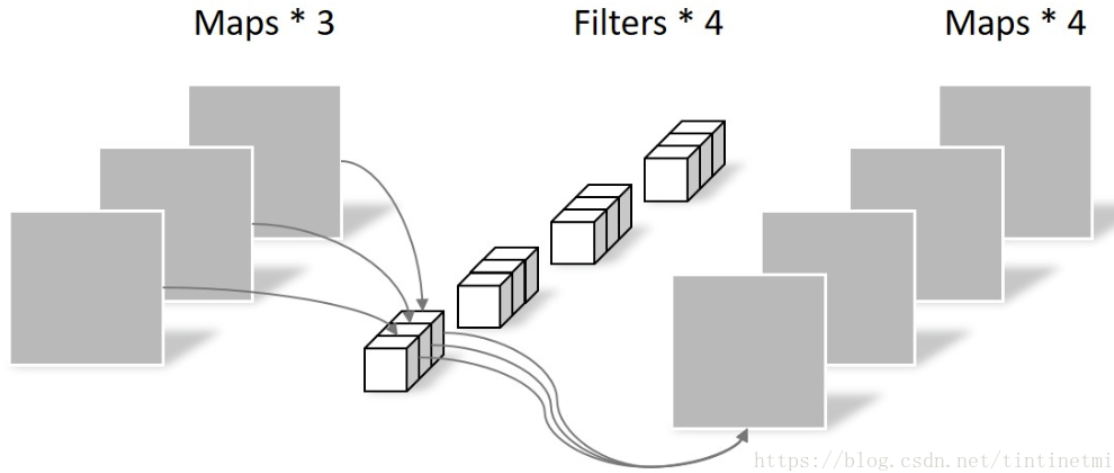 Maps * 3
Filters * 4
Maps * 4
https://blog.csdn.net/tintinetmi